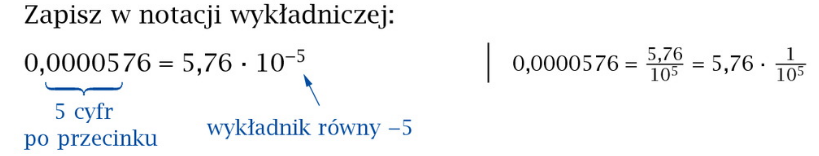 Zapisz w notacji wykładniczej:
0,0000576 = 5,76 · 10⁻⁵ | 0,0000576 = 5,76/10⁵ = 5,76 · 1/10⁵
5 cyfr
po przecinku
wykładnik równy –5